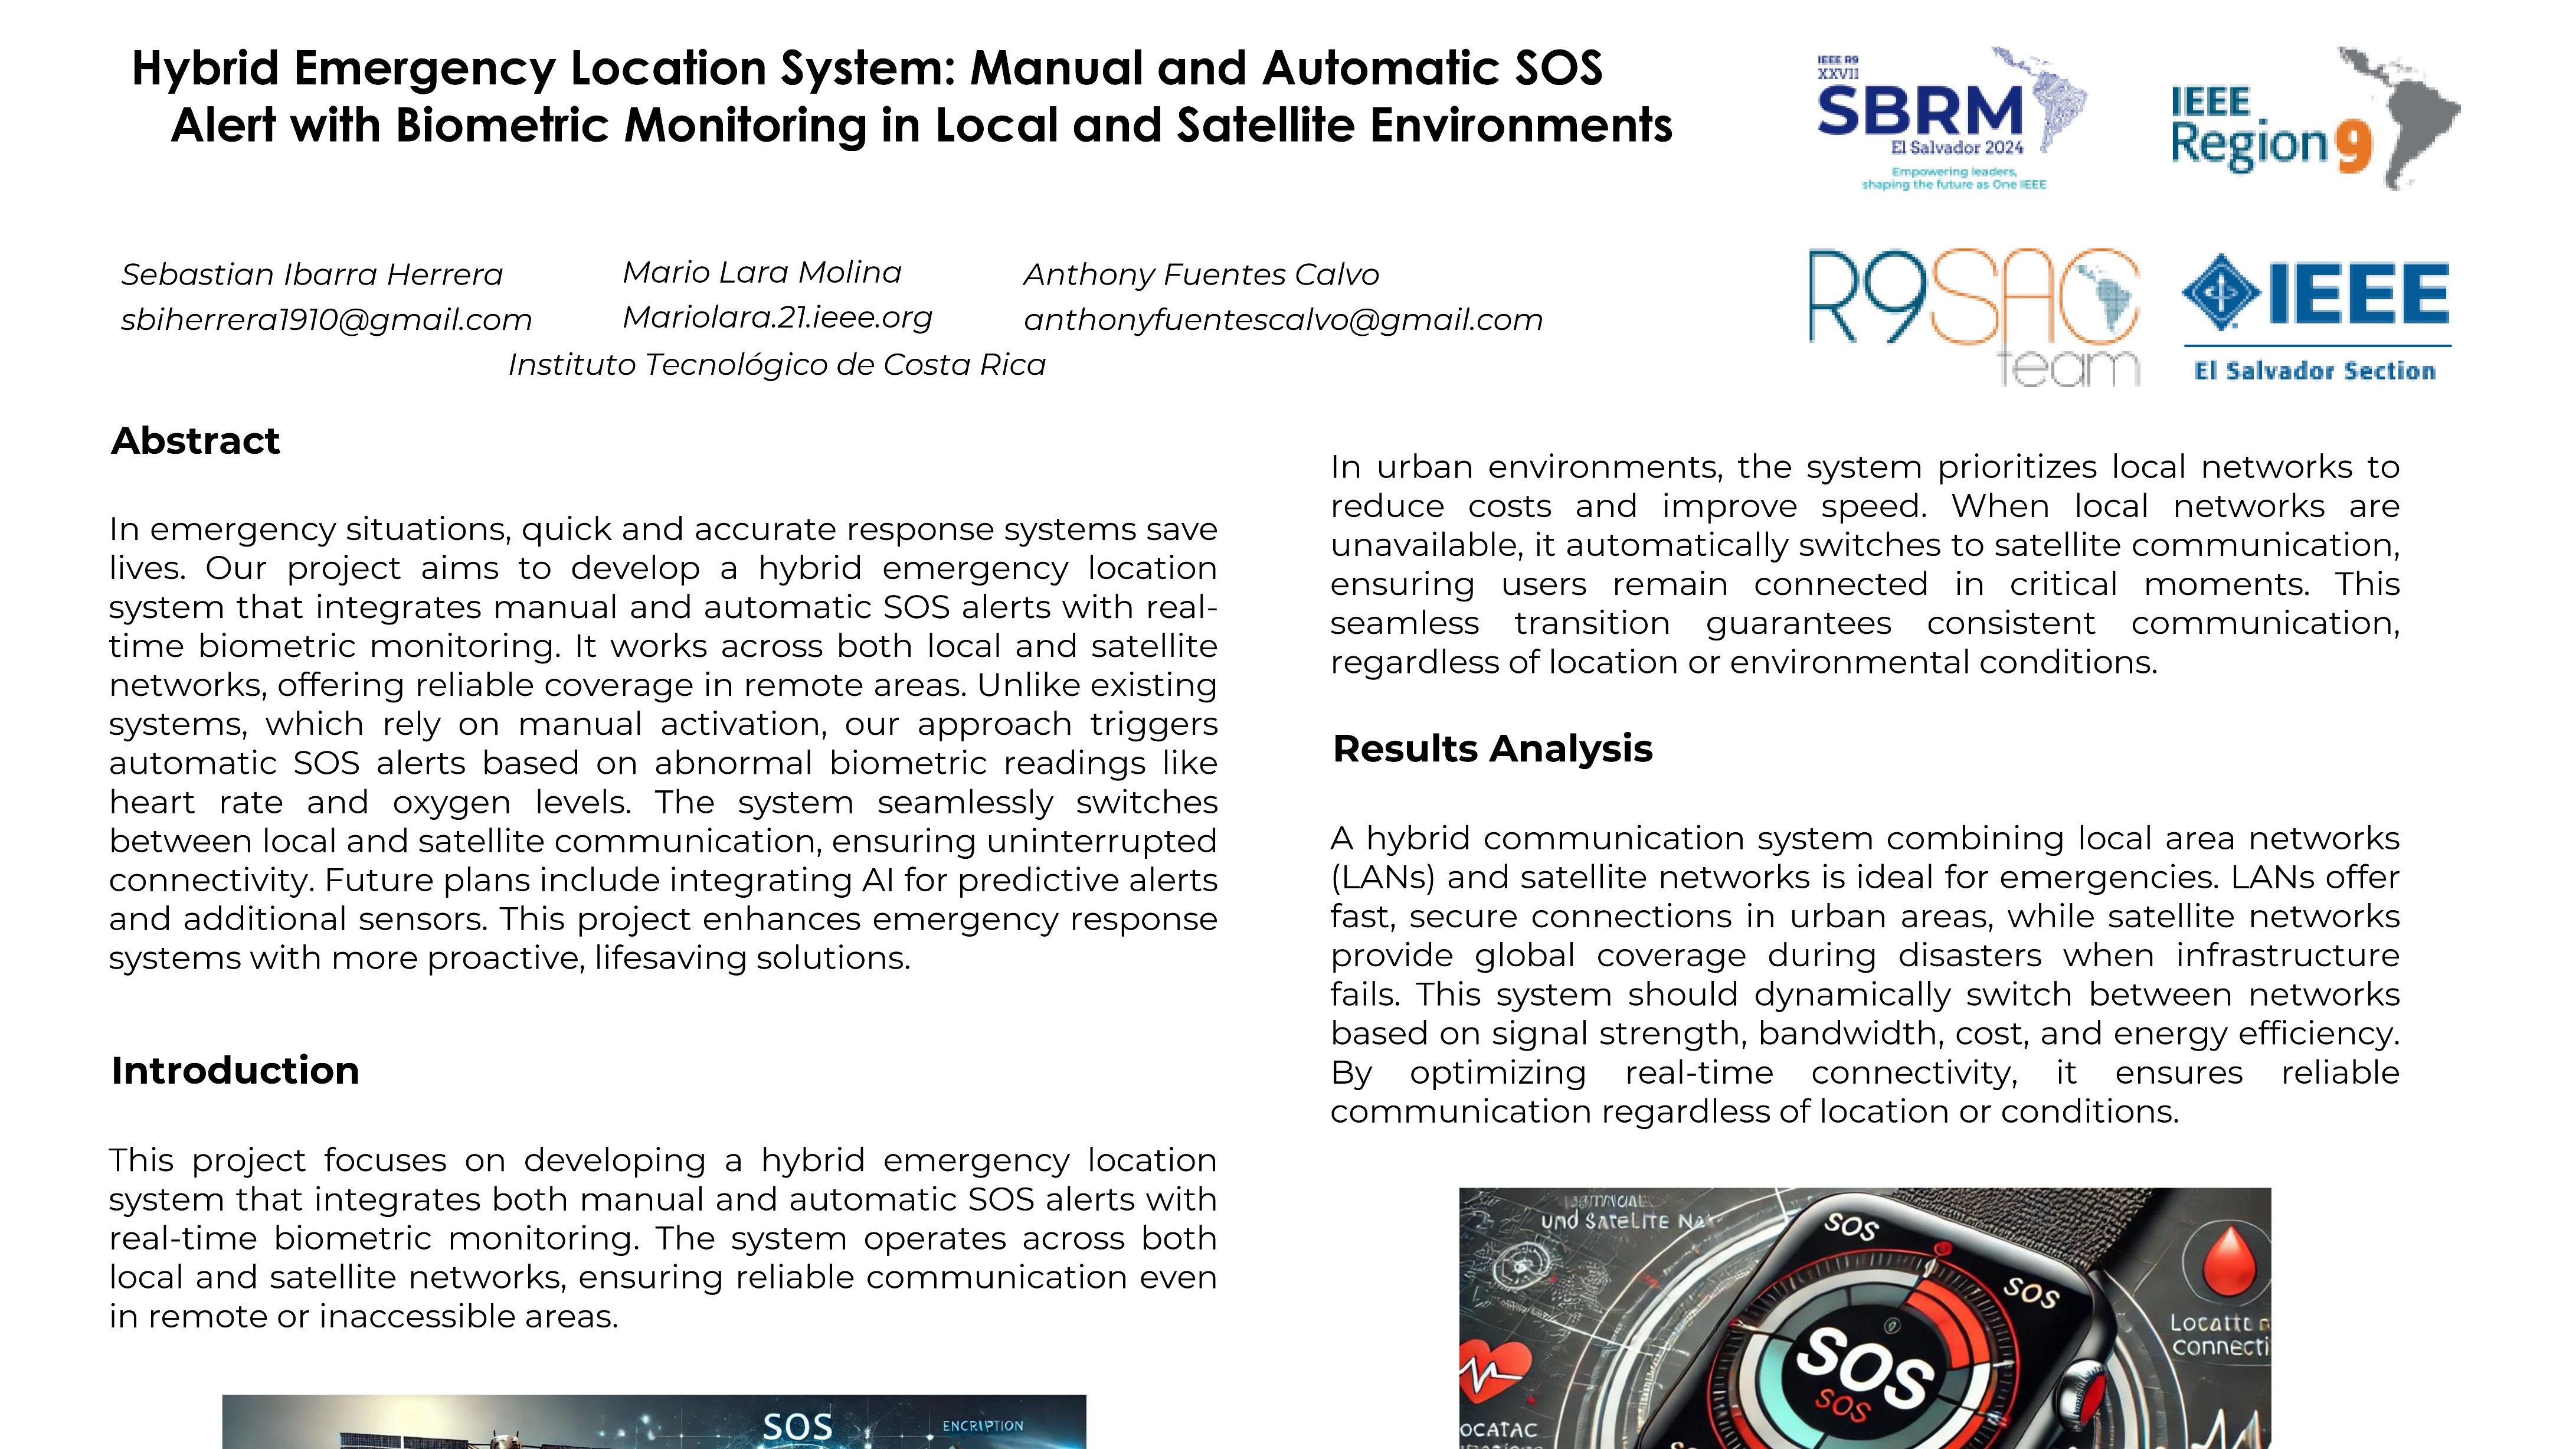 Hybrid Emergency Location System: Manual and Automatic SOS
Alert with Biometric Monitoring in Local and Satellite Environments
IEEE R9
XXVII
SBRM
El Salvador 2024
Empowering leaders,
shaping the future as One IEEE
IEEE
Region 9
Sebastian Ibarra Herrera
sbiherrera1910@gmail.com
Mario Lara Molina
Mariolara.21.ieee.org
Anthony Fuentes Calvo
anthonyfuentescalvo@gmail.com
Instituto Tecnológico de Costa Rica
R9SAC
team
IEEE
El Salvador Section
Abstract
In emergency situations, quick and accurate response systems save
lives. Our project aims to develop a hybrid emergency location
system that integrates manual and automatic SOS alerts with real-
time biometric monitoring. It works across both local and satellite
networks, offering reliable coverage in remote areas. Unlike existing
systems, which rely on manual activation, our approach triggers
automatic SOS alerts based on abnormal biometric readings like
heart rate and oxygen levels. The system seamlessly switches
between local and satellite communication, ensuring uninterrupted
connectivity. Future plans include integrating AI for predictive alerts
and additional sensors. This project enhances emergency response
systems with more proactive, lifesaving solutions.
Introduction
This project focuses on developing a hybrid emergency location
system that integrates both manual and automatic SOS alerts with
real-time biometric monitoring. The system operates across both
local and satellite networks, ensuring reliable communication even
in remote or inaccessible areas.
SOS
ENCRIPTION
In urban environments, the system prioritizes local networks to
reduce costs and improve speed. When local networks are
unavailable, it automatically switches to satellite communication,
ensuring users remain connected in critical moments. This
seamless transition guarantees consistent communication,
regardless of location or environmental conditions.
Results Analysis
A hybrid communication system combining local area networks
(LANs) and satellite networks is ideal for emergencies. LANs offer
fast, secure connections in urban areas, while satellite networks
provide global coverage during disasters when infrastructure
fails. This system should dynamically switch between networks
based on signal strength, bandwidth, cost, and energy efficiency.
By optimizing real-time connectivity, it ensures reliable
communication regardless of location or conditions.
und SATELITE
SOS
SOS
SOS
SOS
connecti
OCATAC